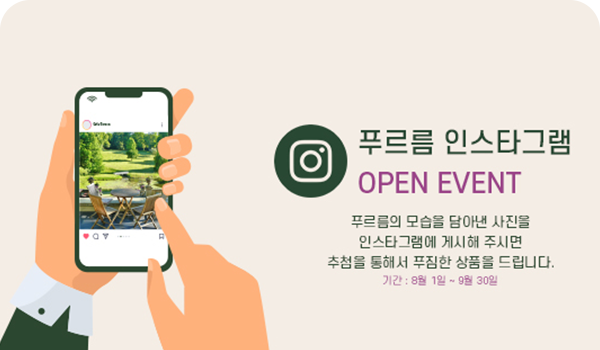 푸르름 인스타그램
OPEN EVENT
푸르름의 모습을 담아낸 사진을
인스타그램에 게시해 주시면
추첨을 통해서 푸짐한 상품을 드립니다.
기간 : 8월 1일 ~ 9월 30일